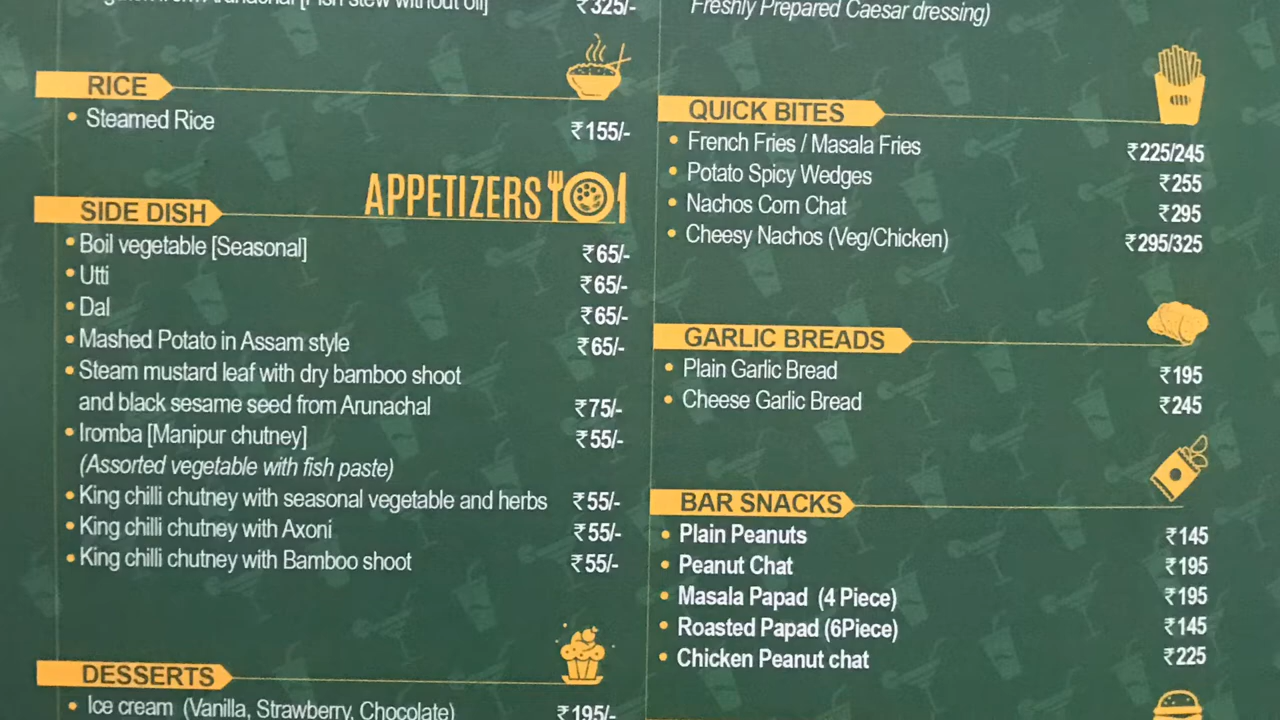 from Arunachal [Fish stew without oil] ₹325/-
RICE
• Steamed Rice ₹155/-
APPETIZERS
SIDE DISH
• Boil vegetable [Seasonal] ₹65/-
• Utti ₹65/-
• Dal ₹65/-
• Mashed Potato in Assam style ₹65/-
• Steam mustard leaf with dry bamboo shoot
and black sesame seed from Arunachal ₹75/-
• Iromba [Manipur chutney] ₹55/-
(Assorted vegetable with fish paste)
• King chilli chutney with seasonal vegetable and herbs ₹55/-
• King chilli chutney with Axoni ₹55/-
• King chilli chutney with Bamboo shoot ₹55/-
DESSERTS
• Ice cream (Vanilla, Strawberry, Chocolate) ₹195/-
Freshly Prepared Caesar dressing)
QUICK BITES
• French Fries / Masala Fries ₹225/245
• Potato Spicy Wedges ₹255
• Nachos Corn Chat ₹295
• Cheesy Nachos (Veg/Chicken) ₹295/325
GARLIC BREADS
• Plain Garlic Bread ₹195
• Cheese Garlic Bread ₹245
BAR SNACKS
• Plain Peanuts ₹145
• Peanut Chat ₹195
• Masala Papad (4 Piece) ₹195
• Roasted Papad (6Piece) ₹145
• Chicken Peanut chat ₹225